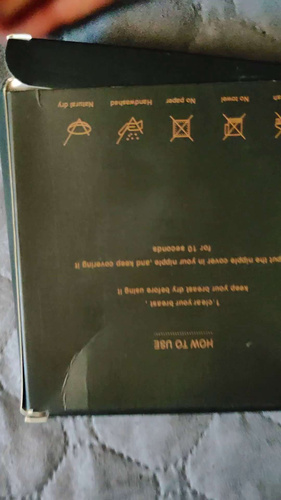 HOW TO USE
1.clear your breast ,
keep your breast dry before using it
put the nipple cover in your nipple ,and keep covering it
for 10 seconds
No towel No paper Handwashed Natural dry